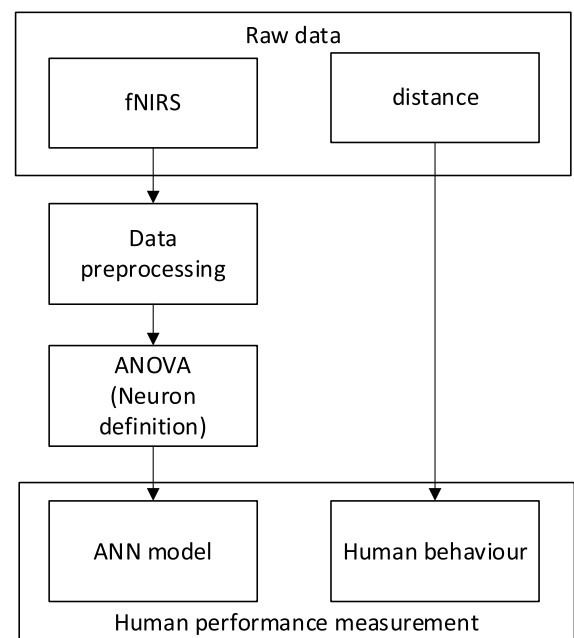 Raw data
fNIRS
distance
Data
preprocessing
ANOVA
(Neuron
definition)
ANN model
Human behaviour
Human performance measurement